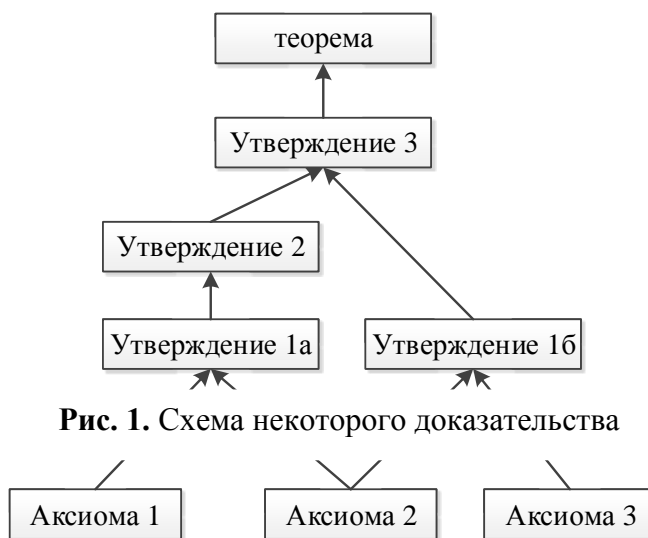 теорема
Утверждение 3
Утверждение 2
Утверждение 1а
Утверждение 1б
Рис. 1. Схема некоторого доказательства
Аксиома 1
Аксиома 2
Аксиома 3